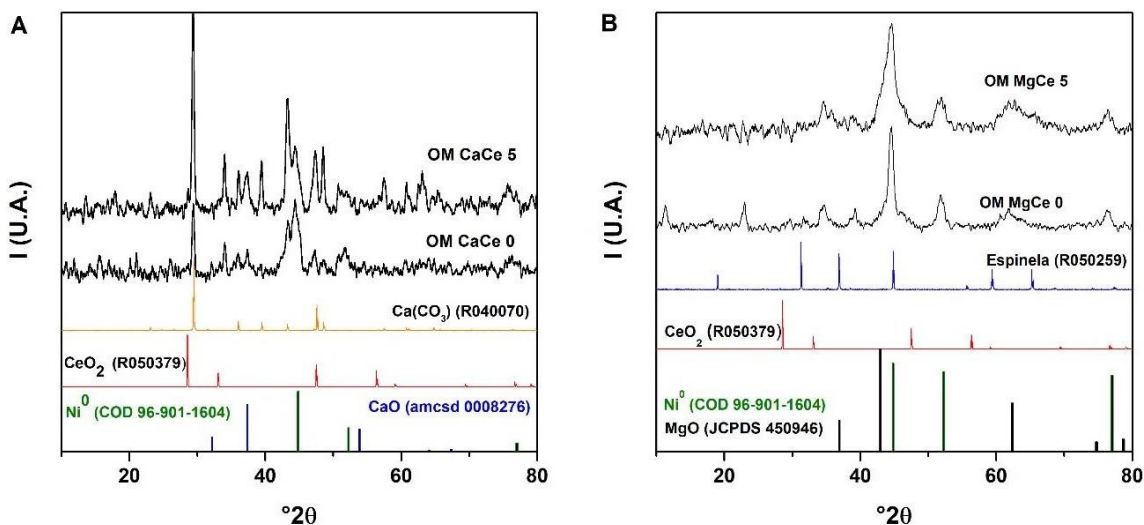 A
I (U.A.)
OM CaCe 5
OM CaCe 0
Ca(CO₃) (R040070)
CeO₂ (R050379)
Ni⁰ (COD 96-901-1604)
CaO (amcsd 0008276)
20
40
60
80
°2θ
B
I (U.A.)
OM MgCe 5
OM MgCe 0
Espinela (R050259)
CeO₂ (R050379)
Ni⁰ (COD 96-901-1604)
MgO (JCPDS 450946)
20
40
60
80
°2θ